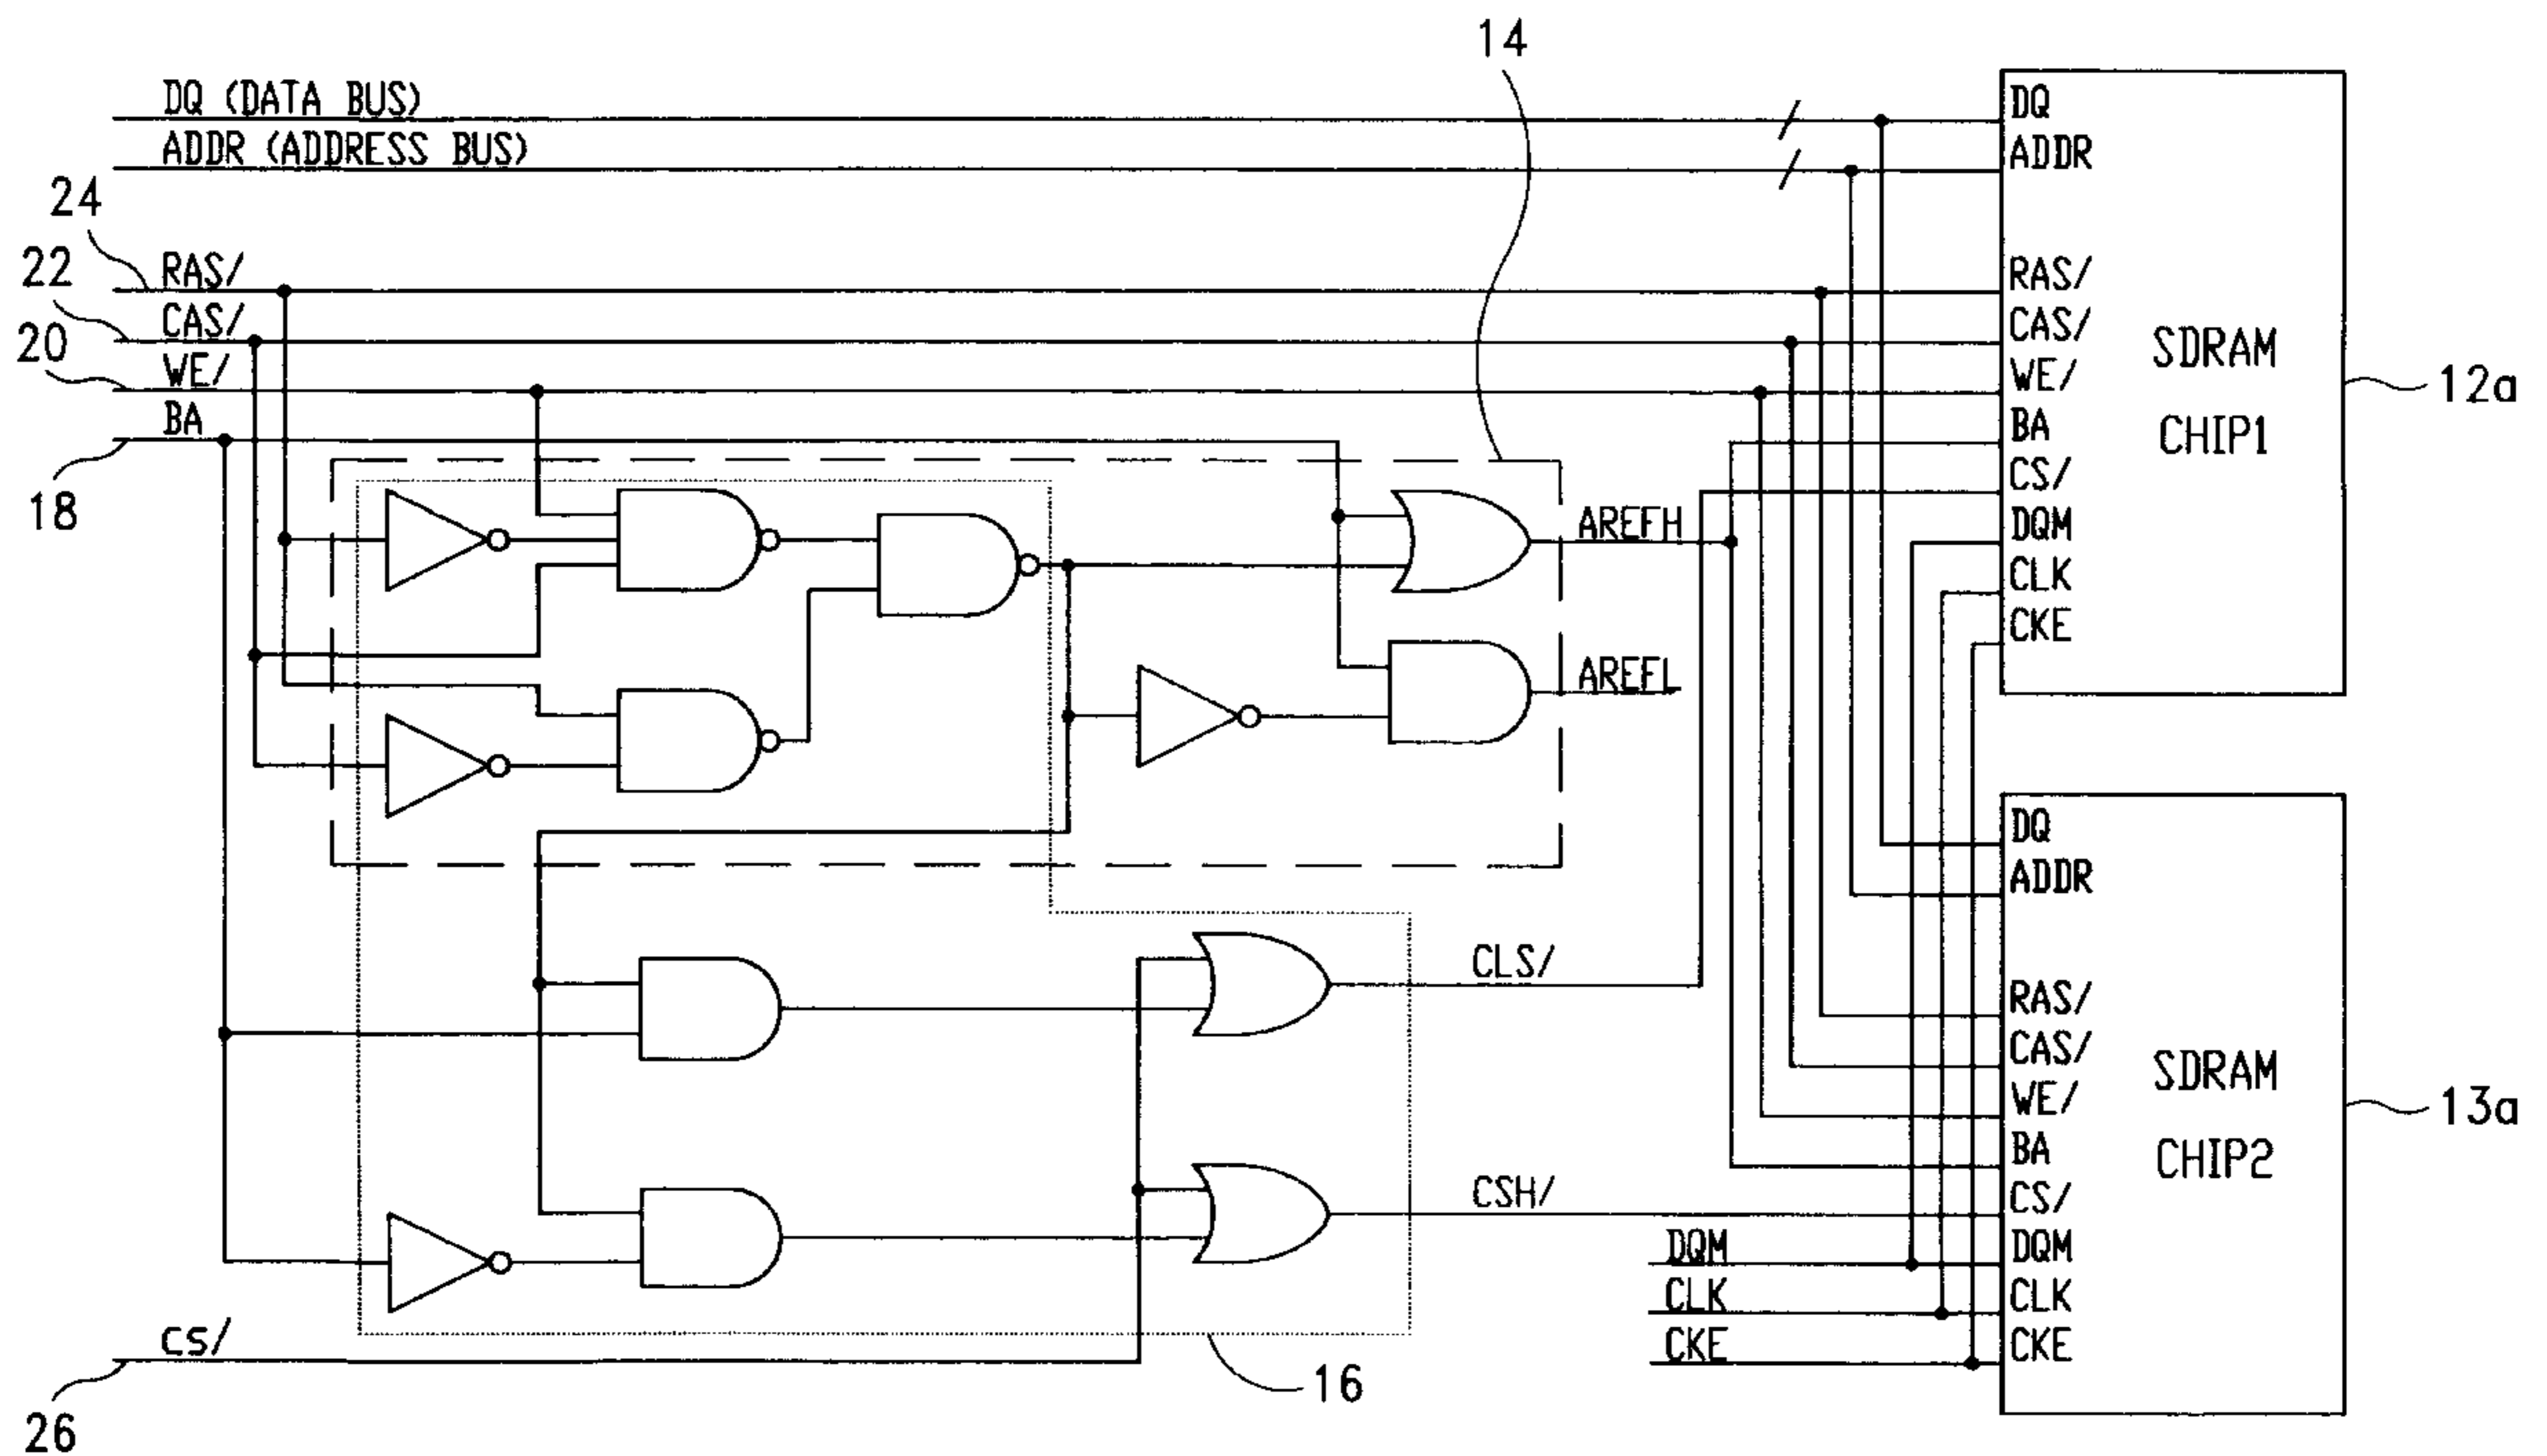 14
DQ (DATA BUS)
ADDR (ADDRESS BUS)
24
22
20
18
RAS/
CAS/
WE/
BA
AREFH
AREFL
CLS/
CSH/
DQM
CLK
CKE
CS/
26
16
DQ
ADDR
RAS/
CAS/
WE/
BA
CS/
DQM
CLK
CKE
SDRAM
CHIP1
12a
DQ
ADDR
RAS/
CAS/
WE/
BA
CS/
DQM
CLK
CKE
SDRAM
CHIP2
13a